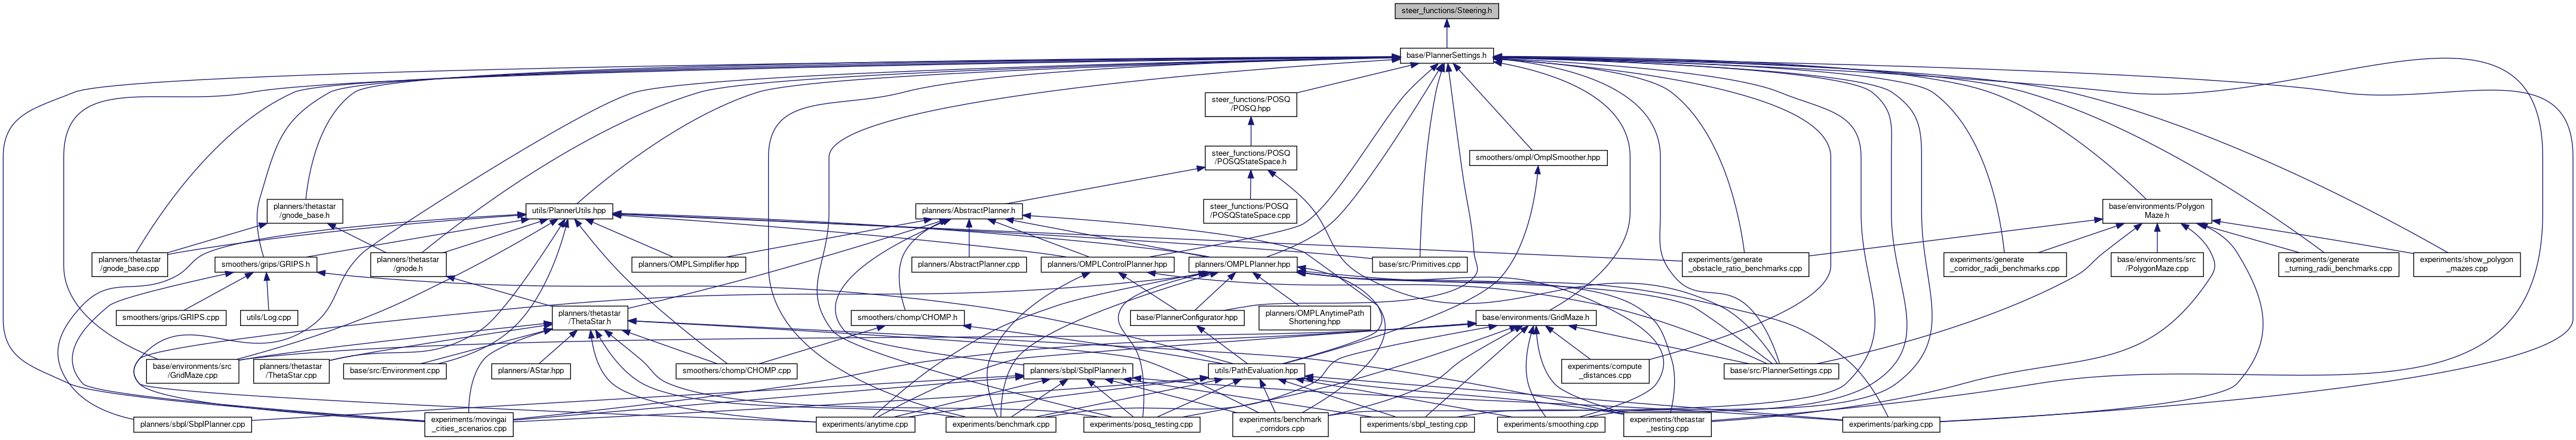 steer_functions/Steering.h
base/PlannerSettings.h
steer_functions/POSQ
/POSQ.hpp
steer_functions/POSQ
/POSQStateSpace.h
smoothers/ompl/OmplSmoother.hpp
planners/thetastar
/gnode_base.h
utils/PlannerUtils.hpp
planners/AbstractPlanner.h
steer_functions/POSQ
/POSQStateSpace.cpp
base/environments/Polygon
Maze.h
planners/thetastar
/gnode_base.cpp
smoothers/grips/GRIPS.h
planners/thetastar
/gnode.h
planners/OMPLSimplifier.hpp
planners/AbstractPlanner.cpp
planners/OMPLControlPlanner.hpp
planners/OMPLPlanner.hpp
base/src/Primitives.cpp
experiments/generate
_obstacle_ratio_benchmarks.cpp
experiments/generate
_corridor_radii_benchmarks.cpp
base/environments/src
/PolygonMaze.cpp
experiments/generate
_turning_radii_benchmarks.cpp
experiments/show_polygon
_mazes.cpp
smoothers/grips/GRIPS.cpp
utils/Log.cpp
planners/thetastar
/ThetaStar.h
smoothers/chomp/CHOMP.h
base/PlannerConfigurator.hpp
planners/OMPLAnytimePath
Shortening.hpp
base/environments/GridMaze.h
base/environments/src
/GridMaze.cpp
planners/thetastar
/ThetaStar.cpp
base/src/Environment.cpp
planners/AStar.hpp
smoothers/chomp/CHOMP.cpp
planners/sbpl/SbplPlanner.h
utils/PathEvaluation.hpp
experiments/compute
_distances.cpp
base/src/PlannerSettings.cpp
planners/sbpl/SbplPlanner.cpp
experiments/movingai
_cities_scenarios.cpp
experiments/anytime.cpp
experiments/benchmark.cpp
experiments/posq_testing.cpp
experiments/benchmark
_corridors.cpp
experiments/sbpl_testing.cpp
experiments/smoothing.cpp
experiments/thetastar
_testing.cpp
experiments/parking.cpp